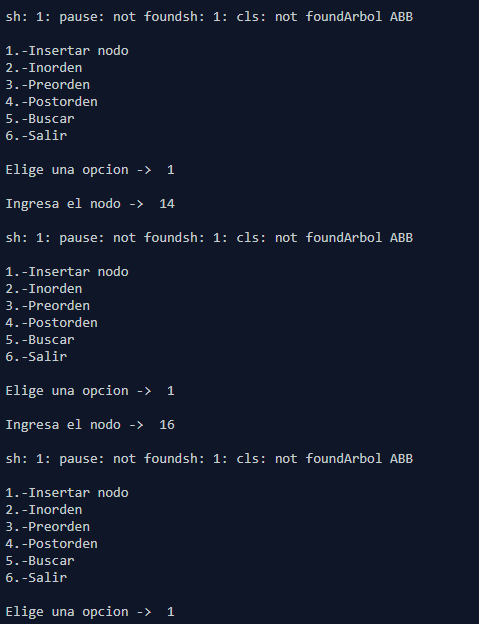 sh: 1: pause: not foundsh: 1: cls: not foundArbol ABB
1.-Insertar nodo
2.-Inorden
3.-Preorden
4.-Postorden
5.-Buscar
6.-Salir
Elige una opcion -> 1
Ingresa el nodo -> 14
sh: 1: pause: not foundsh: 1: cls: not foundArbol ABB
1.-Insertar nodo
2.-Inorden
3.-Preorden
4.-Postorden
5.-Buscar
6.-Salir
Elige una opcion -> 1
Ingresa el nodo -> 16
sh: 1: pause: not foundsh: 1: cls: not foundArbol ABB
1.-Insertar nodo
2.-Inorden
3.-Preorden
4.-Postorden
5.-Buscar
6.-Salir
Elige una opcion -> 1